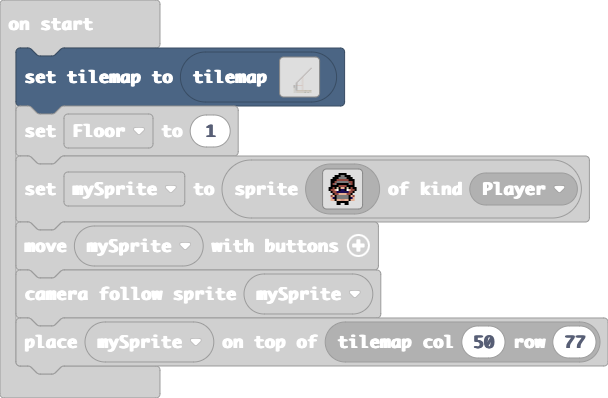 on start
set tilemap to tilemap
set Floor to 1
set mySprite to sprite of kind Player
move mySprite with buttons
camera follow sprite mySprite
place mySprite on top of tilemap col 50 row 77